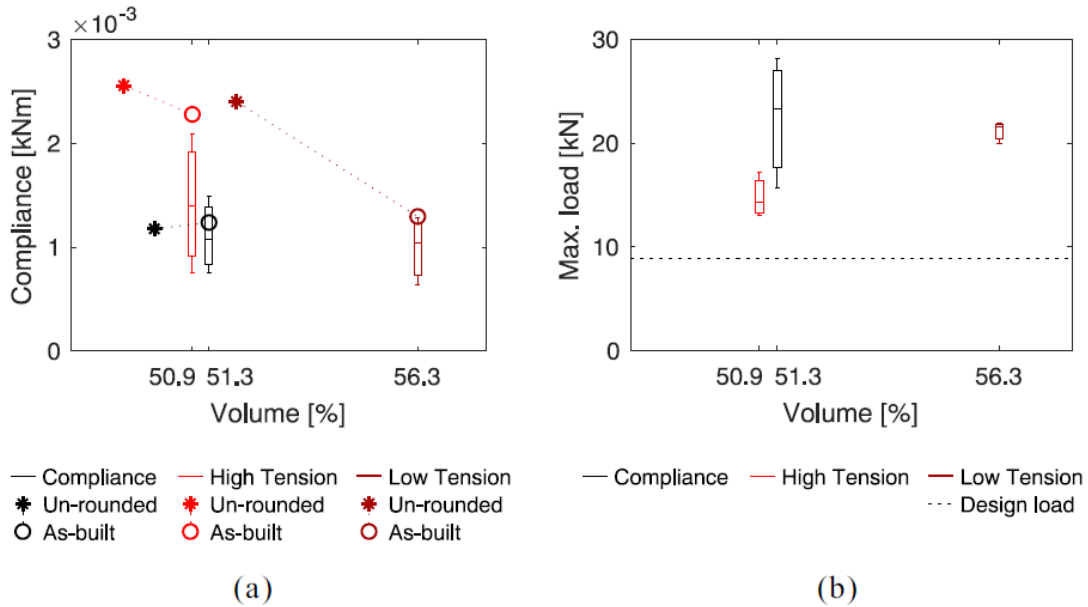 ×10⁻³
3
2
1
0
Compliance [kNm]
50.9 51.3 56.3
Volume [%]
Compliance High Tension Low Tension
Un-rounded Un-rounded Un-rounded
As-built As-built As-built
(a)
30
20
10
0
Max. load [kN]
50.9 51.3 56.3
Volume [%]
Compliance High Tension Low Tension
Design load
(b)